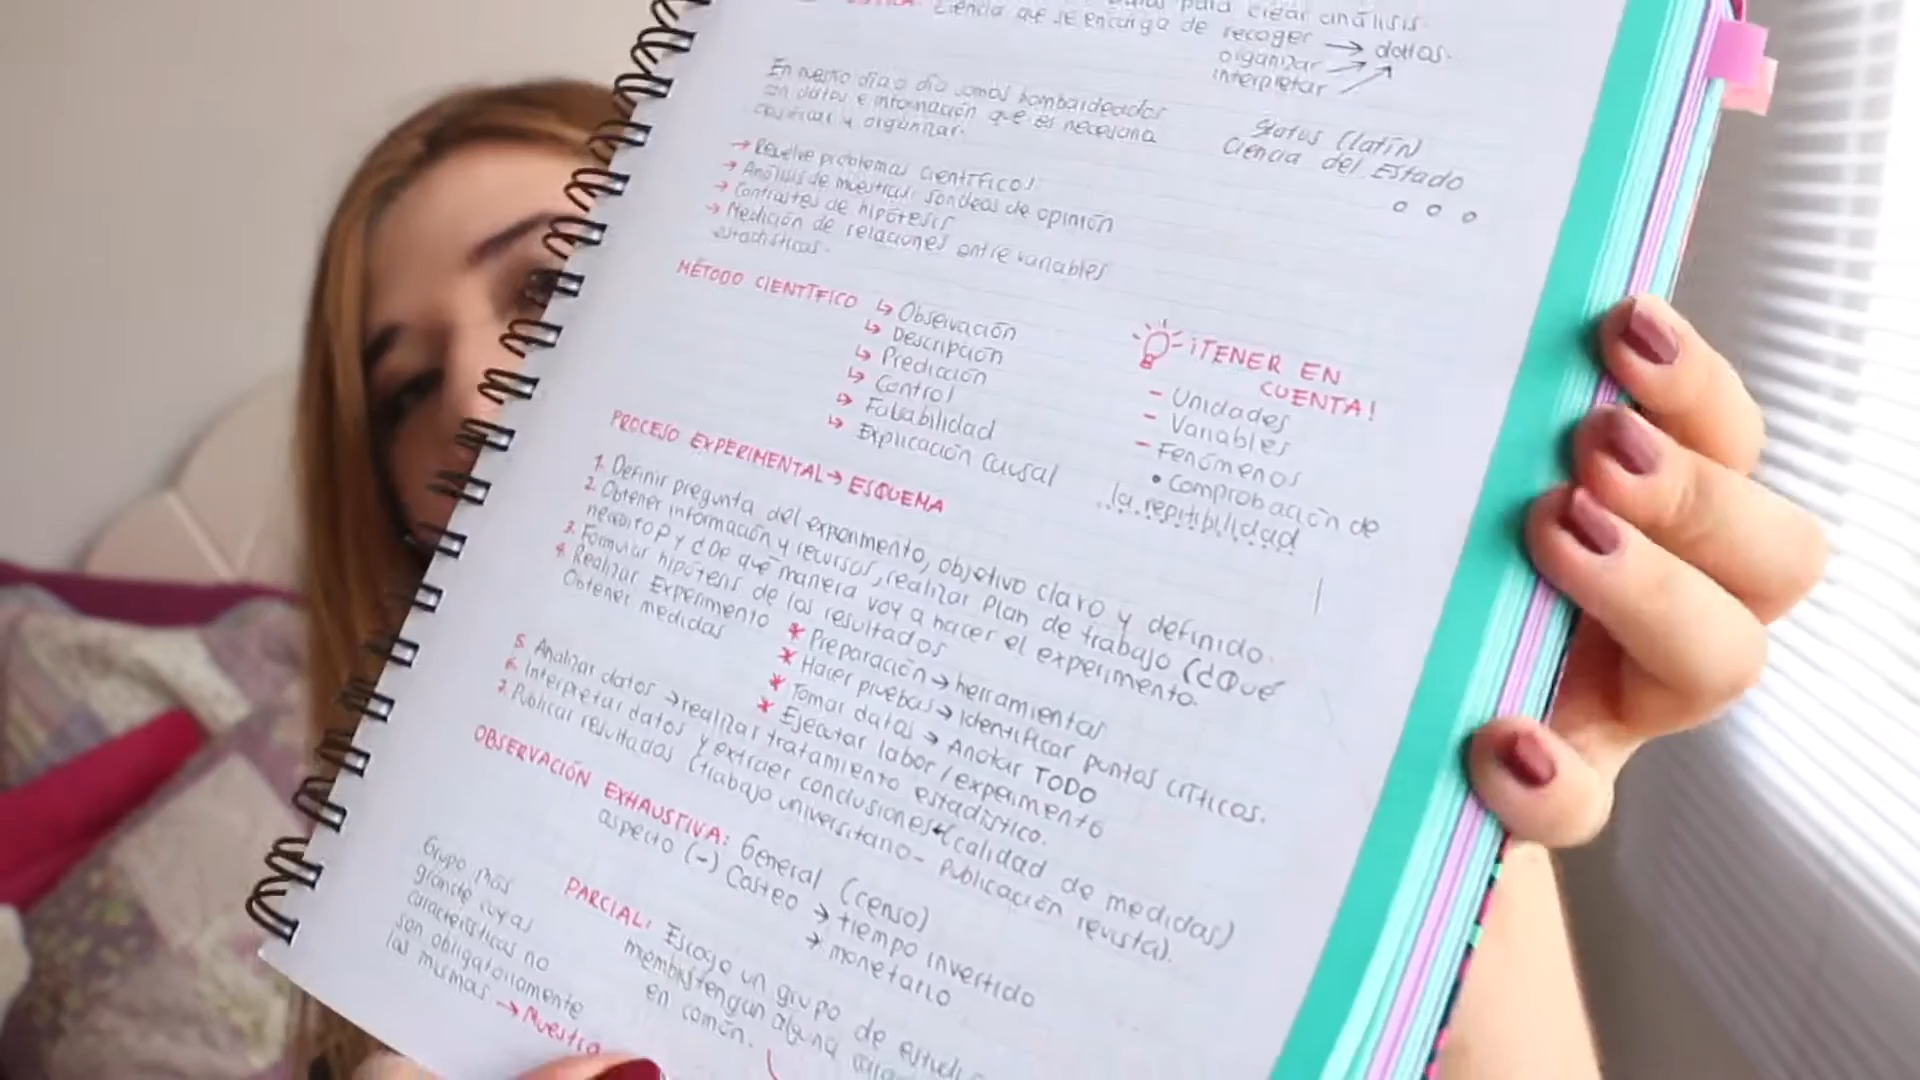 para crear análisis.
Ciencia que se encarga de recoger → datos.
organizar
interpretar
En nuestro día a día somos bombardeados
con datos e información que es necesaria
clasificar y organizar.
Status (latín)
Ciencia del Estado
→ Resuelve problemas científicos
→ Análisis de muestras: sondeos de opinión
→ Contrastes de hipótesis
→ Medición de relaciones entre variables
estadísticas.
MÉTODO CIENTÍFICO ↳ Observación
↳ Descripción
↳ Predicción
↳ Control
↳ Falsabilidad
↳ Explicación causal
¡TENER EN
CUENTA!
- Unidades
- Variables
- Fenómenos
• Comprobación de
la repitibilidad
PROCESO EXPERIMENTAL → ESQUEMA
1. Definir pregunta del experimento, objetivo claro y definido.
2. Obtener información y recursos, realizar plan de trabajo (¿Qué
necesito? y ¿De qué manera voy a hacer el experimento.
3. Formular hipótesis de los resultados
4. Realizar Experimento
Obtener medidas
* Preparación → herramientas
* Hacer pruebas → Identificar puntos críticos.
* Tomar datos → Anotar TODO
* Ejecutar labor/experimento
5. Analizar datos → realizar tratamiento estadístico.
6. Interpretar datos y extraer conclusiones (calidad de medidas)
7. Publicar resultados (trabajo universitario - publicación revista).
OBSERVACIÓN EXHAUSTIVA: General (censo)
aspecto (-) Costeo → tiempo invertido
→ monetario
PARCIAL: Escojo un grupo de
tengan alguna
en común.
Grupo más
grande cuyas
características no
son obligatoriamente
las mismas → Muestra